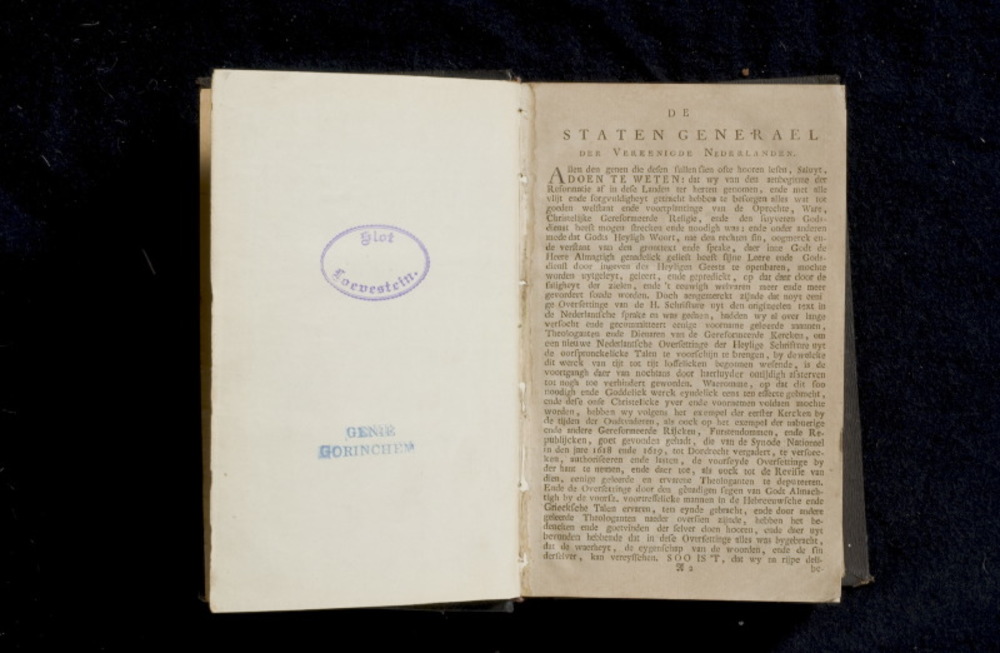 Slot
Loevestein.
GENIE
GORINCHEM
DE
STATEN GENERAEL
DER VEREENIGDE NEDERLANDEN.
Allen den genen die desen sullen sien ofte hooren lesen, Saluyt,
DOEN TE WETEN: dat wy van den aenbeginne der
Reformatie af in dese Landen ter herten genomen, ende met alle
vlijt ende sorgvuldigheyt getracht hebben te besorgen alles wat tot
goeden welstant ende voortplantinge van de Oprechte, Ware,
Christelijke Gereformeerde Religie, ende den suyveren Gods-
dienst heeft mogen strecken ende noodigh was: ende onder anderen
mede dat Godts Heyligh Woort, nae den rechten sin, oogmerck en-
de verstant van den grontext ende sprake, daer inne Godt de
Heere Almagtigh genadelick gelieft heeft sijne Leere ende Gods-
dienst door ingeven des Heyligen Geests te openbaren, mochte
worden uytgeleyt, geleert, ende gepredickt, op dat daer door de
saligheyt der zielen, ende 't eeuwigh welvaren meer ende meer
gevordert soude worden. Doch aengemerckt zijnde dat noyt eeni-
ge Oversettinge van de H. Schrifture uyt den origineelen text in
de Nederlantsche sprake en was gedaen, hadden wy al over lange
versocht ende gecommitteert eenige voorname geleerde mannen,
Theologanten ende Dienaren van de Gereformeerde Kercken, om
een nieuwe Nederlantsche Oversettinge der Heylige Schrifture uyt
de oorspronckelicke Talen te voorschijn te brengen, by dewelcke
dit werck van tijt tot tijt loffelicken begonnen wesende, is de
voortgangh daer van nochtans door haerluyder ontijdigh afsterven
tot nogh toe verhindert geworden. Waeromme, op dat dit soo
noodigh ende Goddelick werck eyndelick eens ten effecte gebracht,
ende dese onse Christelicke yver ende voornemen voldaen mochte
worden, hebben wy volgens het exempel der eerster Kercken by
de tijden der Oudtvaderen, als oock op het exempel der nabuerige
ende andere Gereformeerde Rijcken, Furstendommen, ende Re-
publijcken, goet gevonden gehadt, die van de Synode Nationael
in den jare 1618 ende 1619, tot Dordrecht vergadert, te versoec-
ken, authoriseeren ende lasten, de voorseyde Oversettinge by
der hant te nemen, ende daer toe, als oock tot de Revisie van
dien, eenige geleerde en ervarene Theologanten te deputeeren.
Ende de Oversettinge door den genadigen segen van Godt Almach-
tigh by de voorsz. voortreffelicke mannen in de Hebreeuwsche ende
Griecksche Talen ervaren, ten eynde gebracht, ende door andere
geleerde Theologanten nader oversien zijnde, hebben het be-
dencken ende goetvinden der selver doen hooren, ende daer uyt
bevonden hebbende dat in dese Oversettinge alles was bygebracht,
dat de waerheyt, de eygenschap van de woorden, ende de sin
derselver, kan vereysschen. SOO IS 'T, dat wy na rijpe deli-
A 2 be-